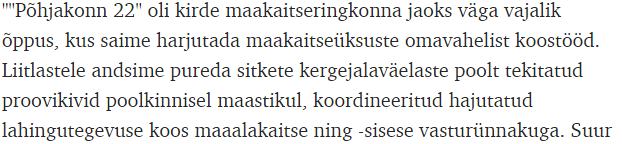 ""Põhjakonn 22" oli kirde maakaitseringkonna jaoks väga vajalik
õppus, kus saime harjutada maakaitseüksuste omavahelist koostööd.
Liitlastele andsime pureda sitkete kergejalaväelaste poolt tekitatud
proovikivid poolkinnisel maastikul, koordineeritud hajutatud
lahingutegevuse koos maaalakaitse ning -sisese vasturünnakuga. Suur